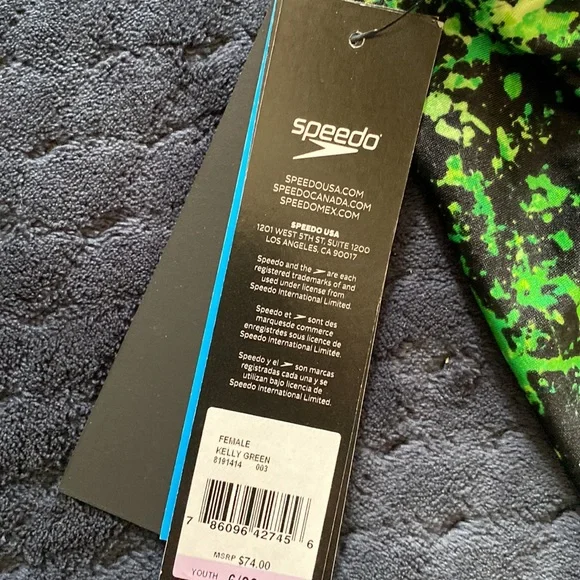 speedo
SPEEDOUSA.COM
SPEEDOCANADA.COM
SPEEDOMEX.COM
SPEEDO USA
1201 WEST 5TH ST, SUITE 1200
LOS ANGELES, CA 90017
Speedo and the are each
registered trademarks of and
used under license from
Speedo International Limited.
Speedo et sont des
marquesde commerce
enregistrées sous licence de
Speedo International Limitée.
Speedo y el son marcas
registradas cada una y se
utilizan bajo licencia de
Speedo International Limited.
FEMALE
KELLY GREEN
8191414 003
7 86096 42745 6
MSRP $74.00
YOUTH